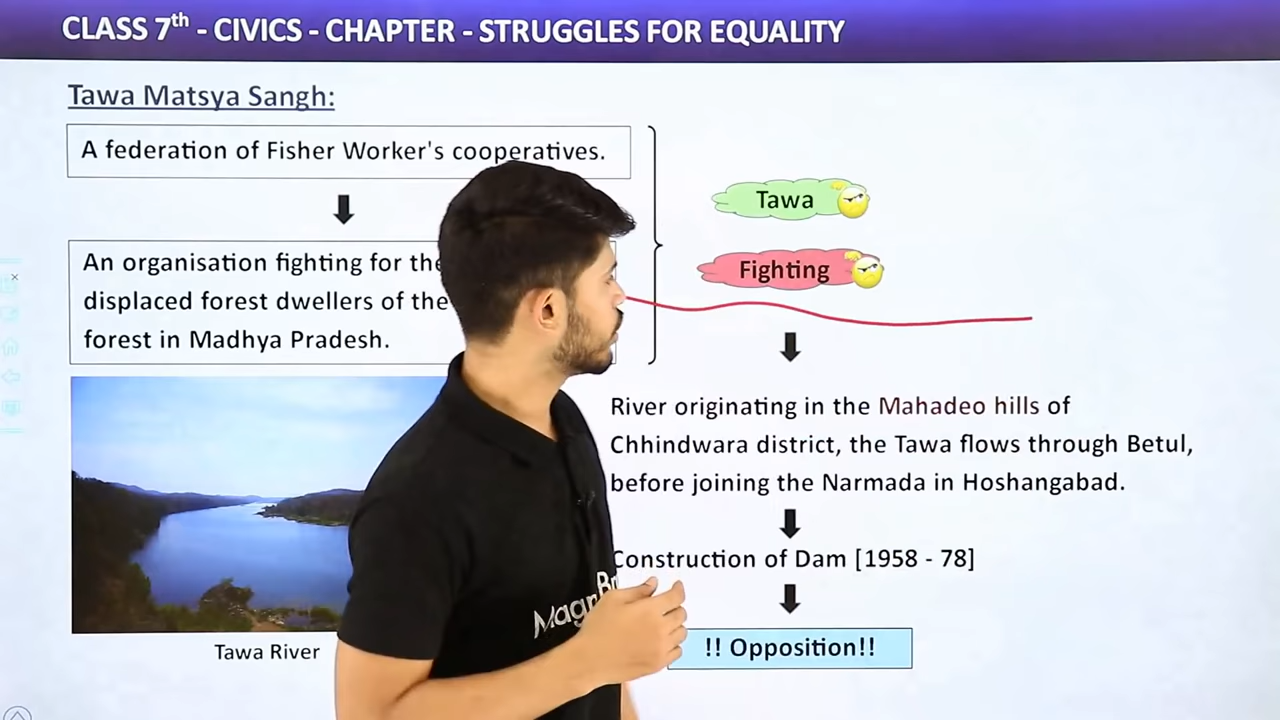 CLASS 7th - CIVICS - CHAPTER - STRUGGLES FOR EQUALITY
Tawa Matsya Sangh:
A federation of Fisher Worker's cooperatives.
An organisation fighting for the
displaced forest dwellers of the
forest in Madhya Pradesh.
Tawa River
Tawa
Fighting
River originating in the Mahadeo hills of
Chhindwara district, the Tawa flows through Betul,
before joining the Narmada in Hoshangabad.
Construction of Dam [1958 - 78]
!! Opposition!!